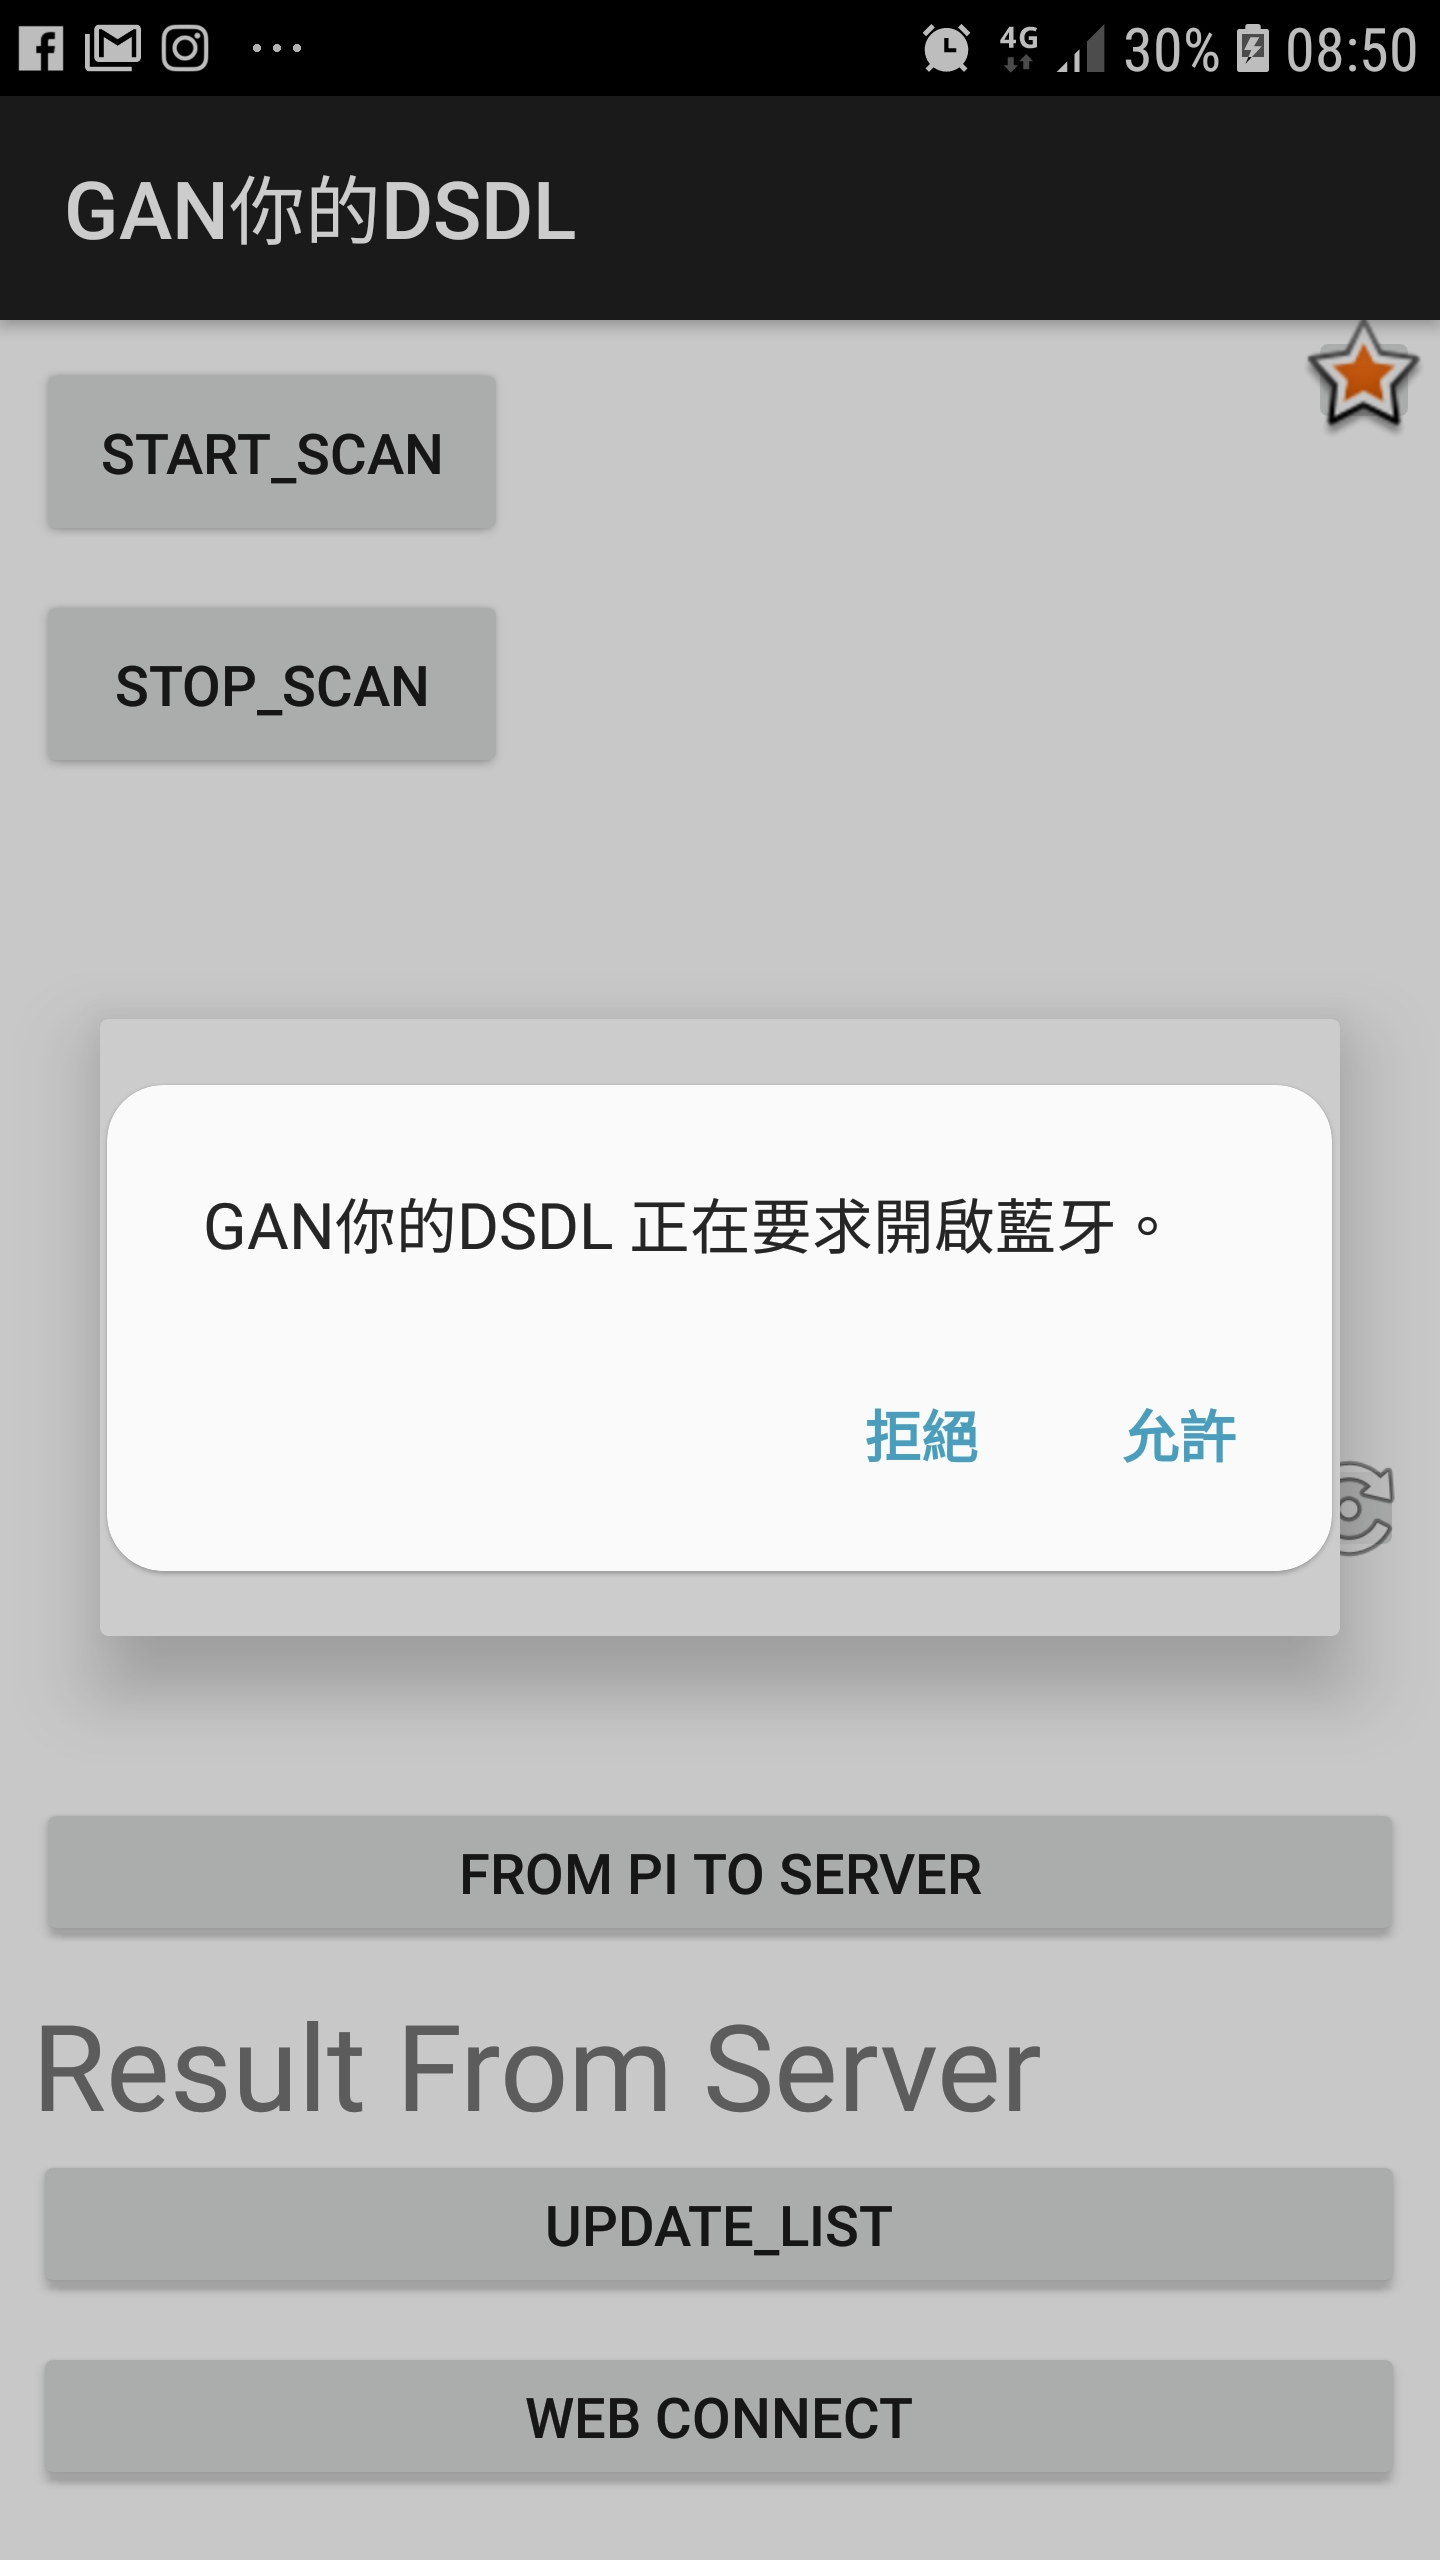 4G 30% 08:50
GAN你的DSDL
START_SCAN
STOP_SCAN
GAN你的DSDL 正在要求開啟藍牙。
拒絕 允許
FROM PI TO SERVER
Result From Server
UPDATE_LIST
WEB CONNECT